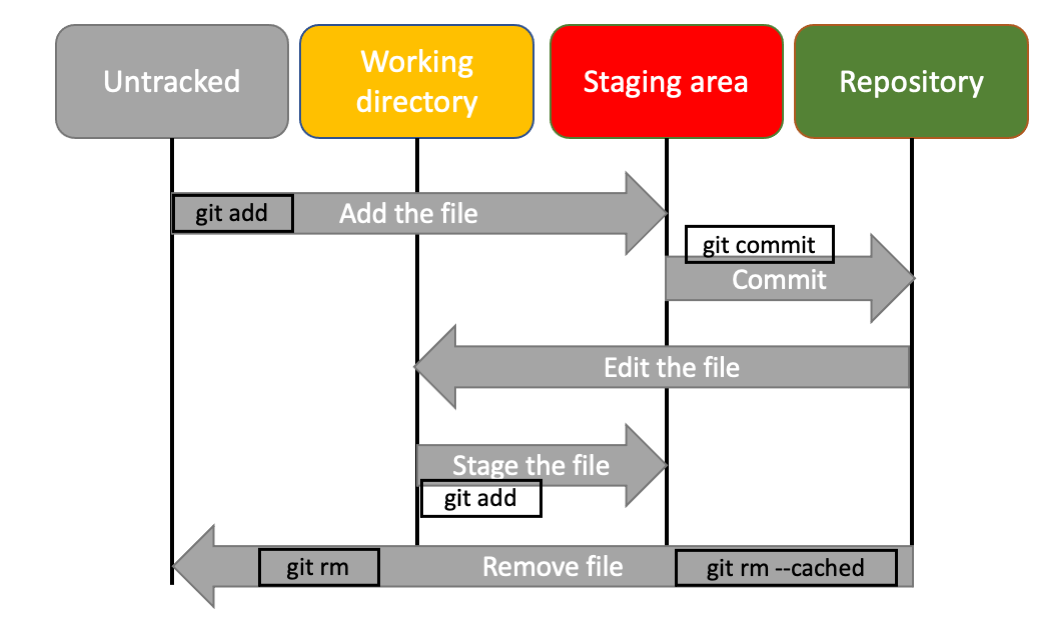 Untracked
Working
directory
Staging area
Repository
git add
Add the file
git commit
Commit
Edit the file
Stage the file
git add
git rm
Remove file
git rm --cached